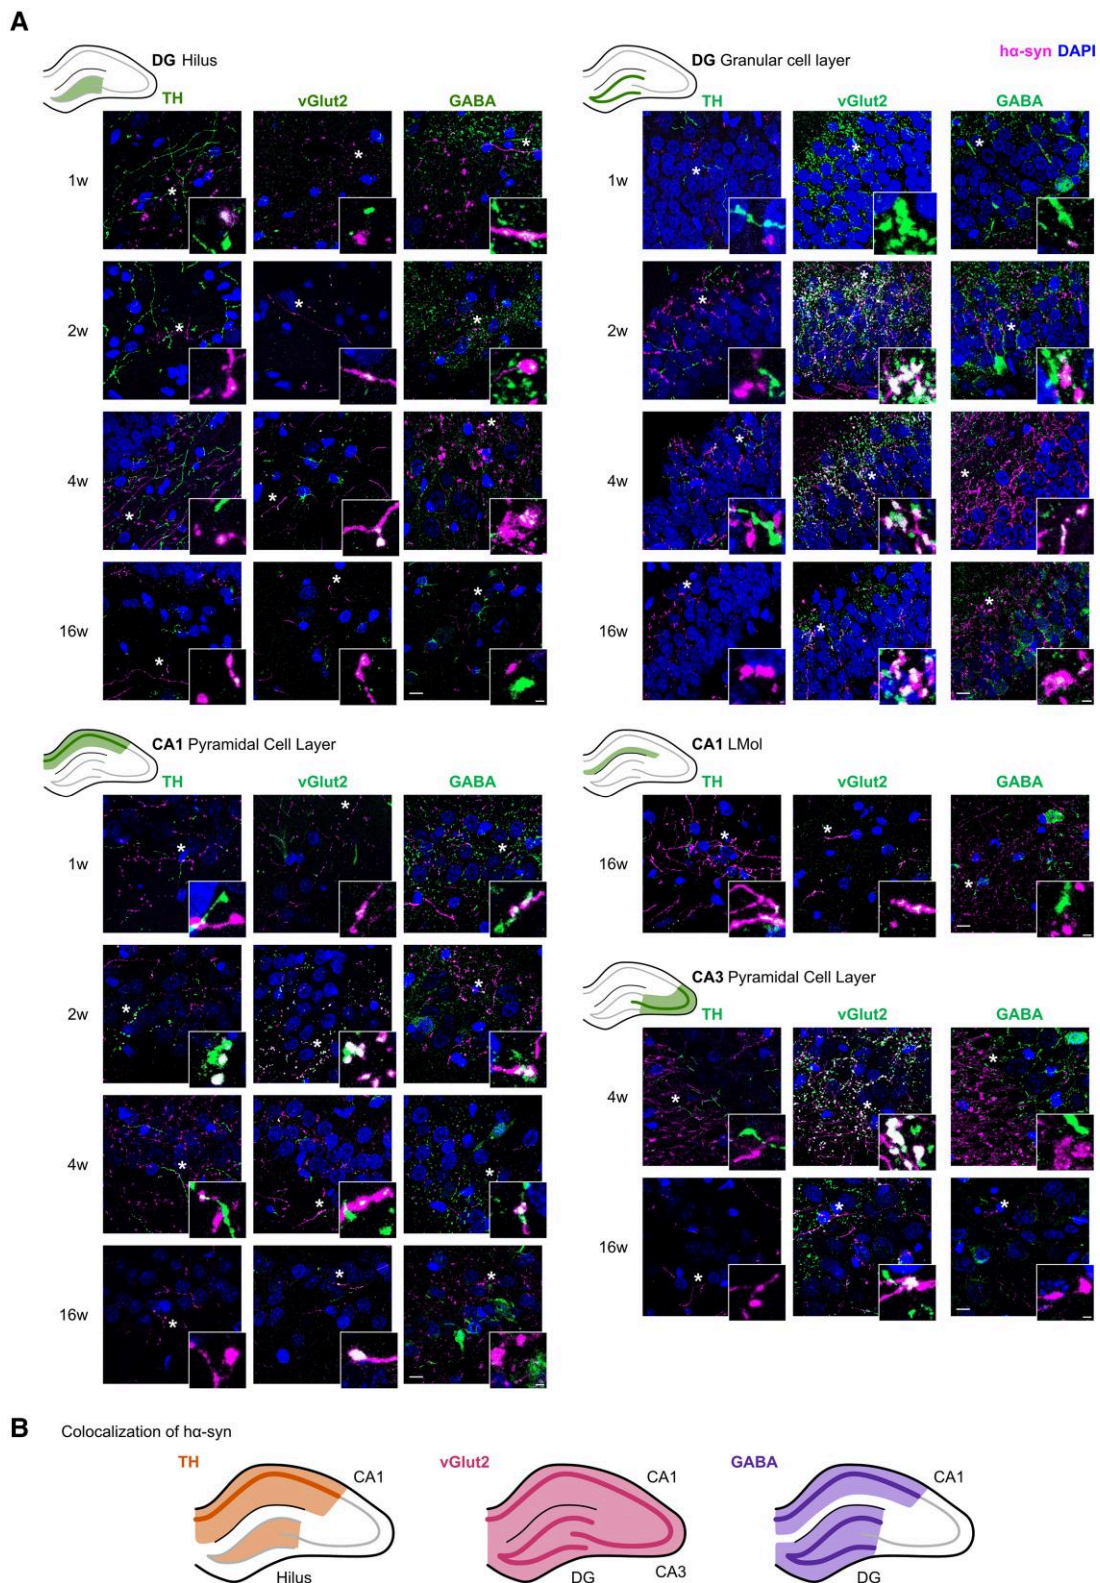 A
DG Hilus
TH vGlut2 GABA
1w
2w
4w
16w
DG Granular cell layer
hα-syn DAPI
TH vGlut2 GABA
1w
2w
4w
16w
CA1 Pyramidal Cell Layer
TH vGlut2 GABA
1w
2w
4w
16w
CA1 LMol
TH vGlut2 GABA
16w
CA3 Pyramidal Cell Layer
TH vGlut2 GABA
4w
16w
B
Colocalization of hα-syn
TH
CA1
Hilus
vGlut2
CA1
DG
CA3
GABA
CA1
DG